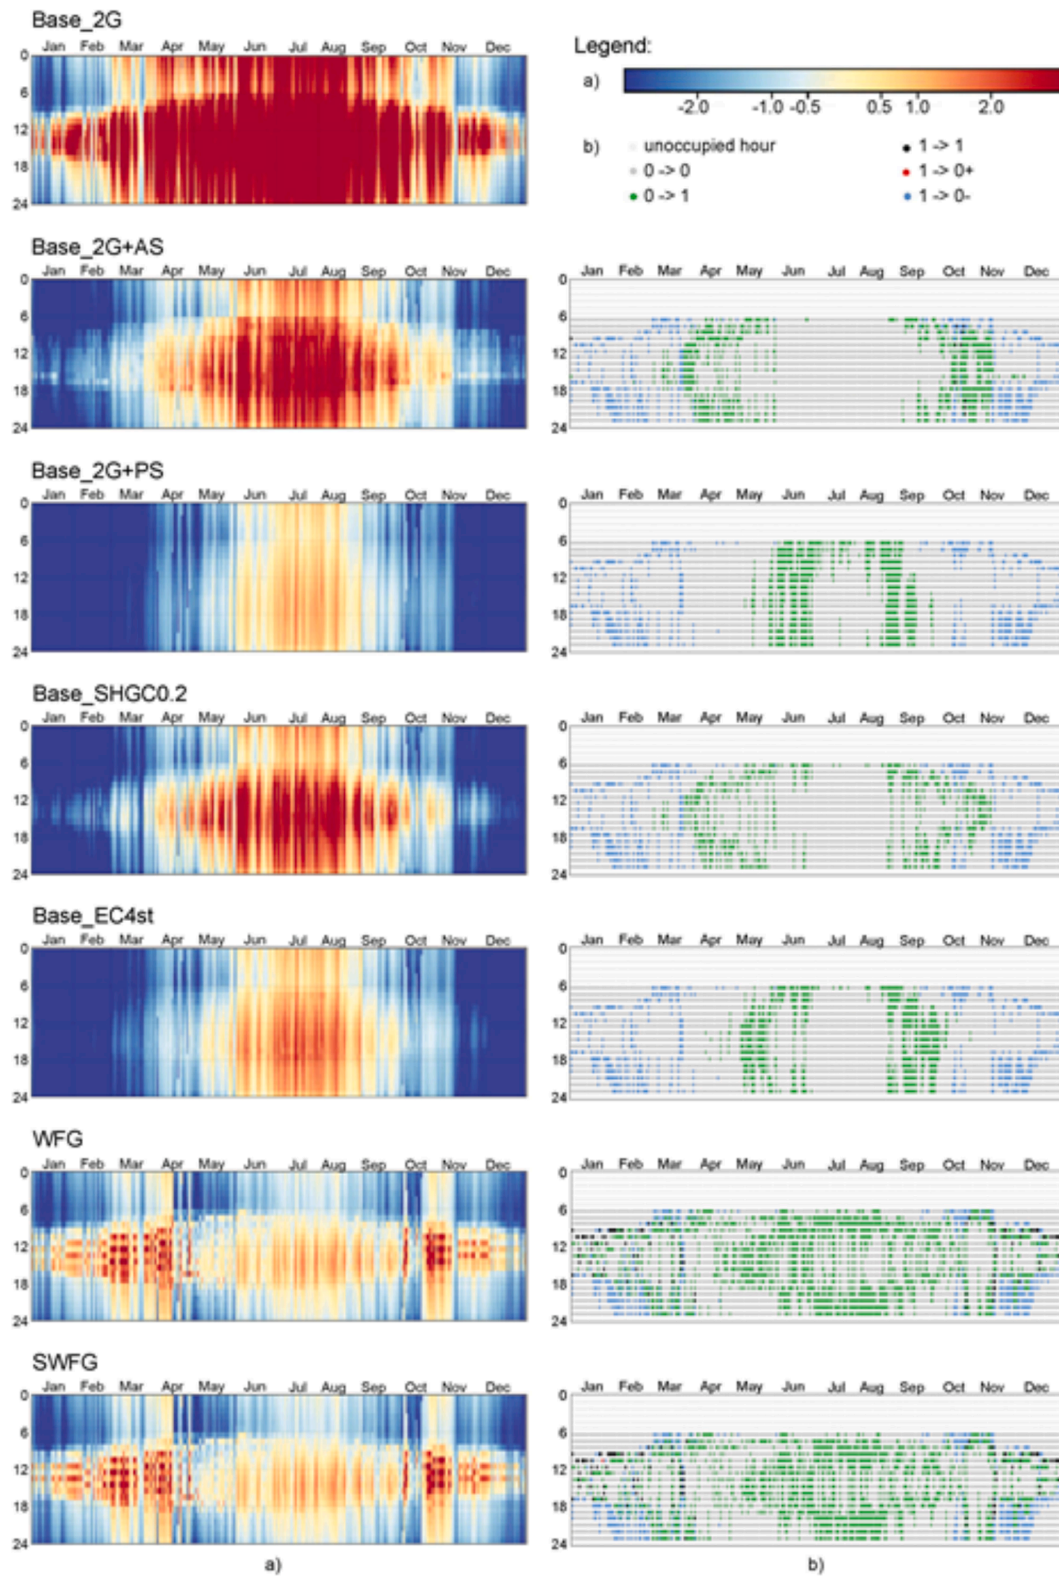 Base_2G
Jan Feb Mar Apr May Jun Jul Aug Sep Oct Nov Dec
0
6
12
18
24
Legend:
a)
-2.0 -1.0 -0.5 0.5 1.0 2.0
b) unoccupied hour 1 -> 1
0 -> 0 1 -> 0+
0 -> 1 1 -> 0-
Base_2G+AS
Jan Feb Mar Apr May Jun Jul Aug Sep Oct Nov Dec
0
6
12
18
24
Jan Feb Mar Apr May Jun Jul Aug Sep Oct Nov Dec
0
6
12
18
24
Base_2G+PS
Jan Feb Mar Apr May Jun Jul Aug Sep Oct Nov Dec
0
6
12
18
24
Jan Feb Mar Apr May Jun Jul Aug Sep Oct Nov Dec
0
6
12
18
24
Base_SHGC0.2
Jan Feb Mar Apr May Jun Jul Aug Sep Oct Nov Dec
0
6
12
18
24
Jan Feb Mar Apr May Jun Jul Aug Sep Oct Nov Dec
0
6
12
18
24
Base_EC4st
Jan Feb Mar Apr May Jun Jul Aug Sep Oct Nov Dec
0
6
12
18
24
Jan Feb Mar Apr May Jun Jul Aug Sep Oct Nov Dec
0
6
12
18
24
WFG
Jan Feb Mar Apr May Jun Jul Aug Sep Oct Nov Dec
0
6
12
18
24
Jan Feb Mar Apr May Jun Jul Aug Sep Oct Nov Dec
0
6
12
18
24
SWFG
Jan Feb Mar Apr May Jun Jul Aug Sep Oct Nov Dec
0
6
12
18
24
Jan Feb Mar Apr May Jun Jul Aug Sep Oct Nov Dec
0
6
12
18
24
a)
b)